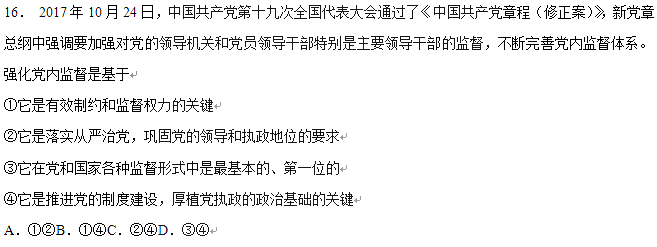 16． 2017年10月24日，中国共产党第十九次全国代表大会通过了《中国共产党章程（修正案）》，新党章
总纲中强调要加强对党的领导机关和党员领导干部特别是主要领导干部的监督，不断完善党内监督体系。
强化党内监督是基于
①它是有效制约和监督权力的关键
②它是落实从严治党，巩固党的领导和执政地位的要求
③它在党和国家各种监督形式中是最基本的、第一位的
④它是推进党的制度建设，厚植党执政的政治基础的关键
A．①②B．①④C．②④D．③④